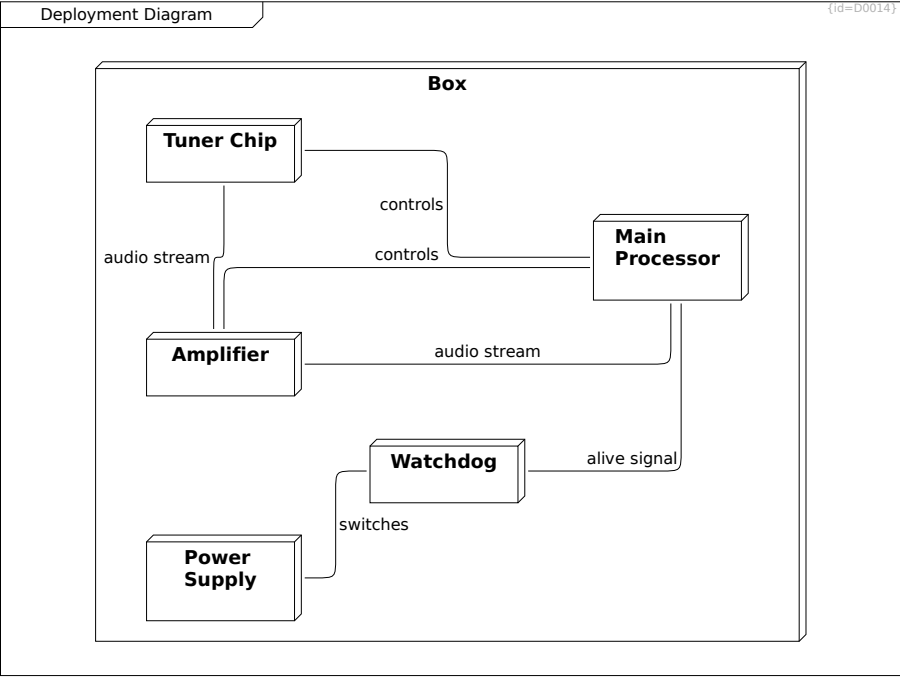 Deployment Diagram
{id=D0014}
Box
Tuner Chip
controls
Main
Processor
audio stream
controls
Amplifier
audio stream
Watchdog
alive signal
switches
Power
Supply